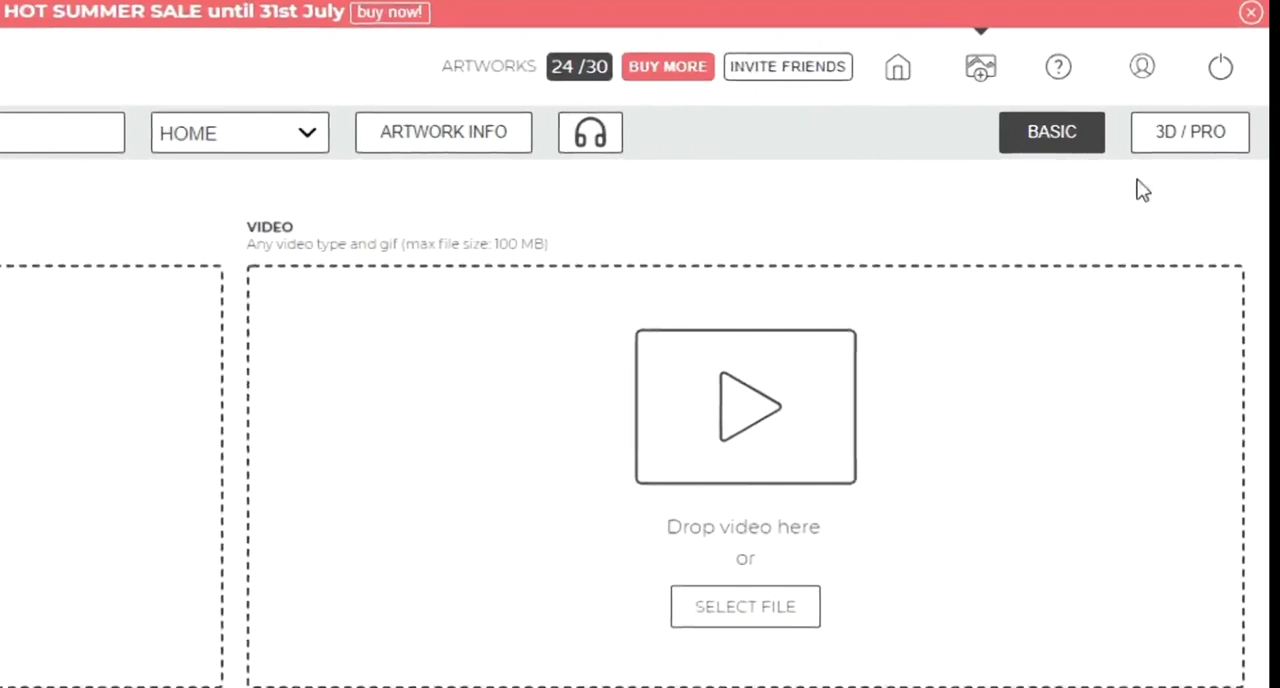 HOT SUMMER SALE until 31st July buy now!
ARTWORKS 24 /30 BUY MORE INVITE FRIENDS
HOME ARTWORK INFO BASIC 3D / PRO
VIDEO
Any video type and gif (max file size: 100 MB)
Drop video here
or
SELECT FILE